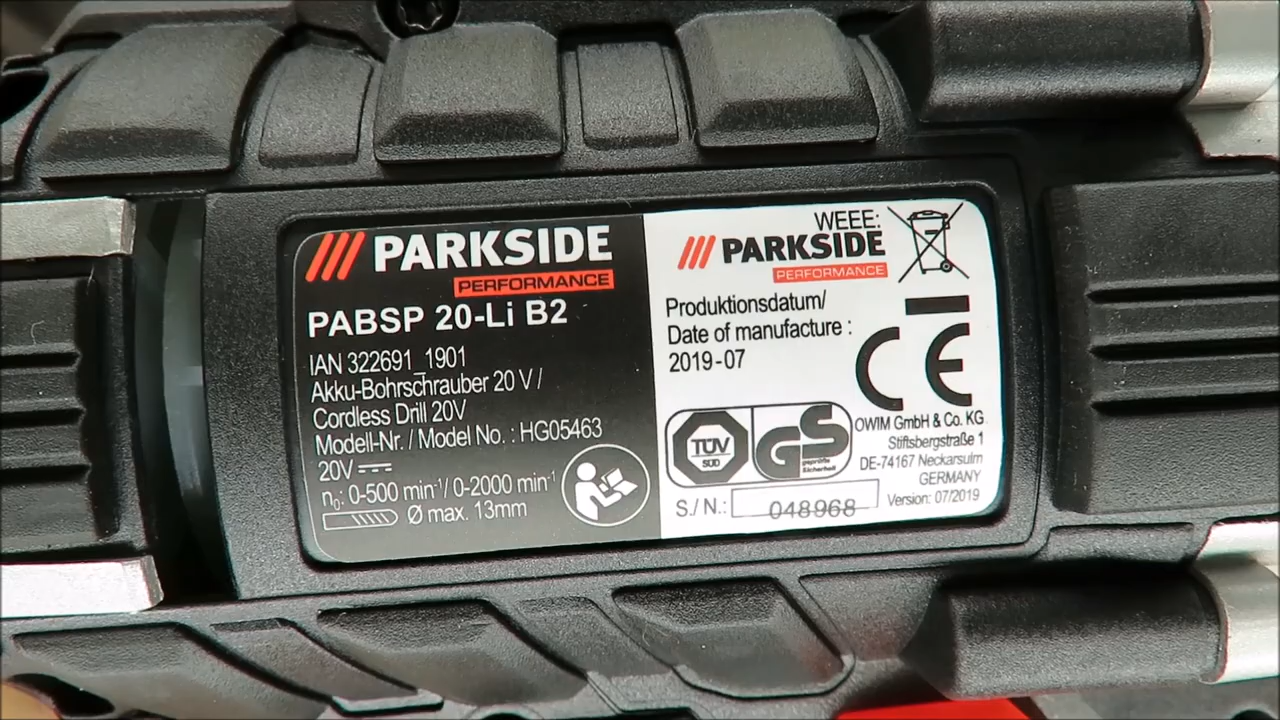 PARKSIDE
PERFORMANCE
PABSP 20-Li B2
IAN 322691_1901
Akku-Bohrschrauber 20 V /
Cordless Drill 20V
Modell-Nr. / Model No. : HG05463
20V
n₀: 0-500 min⁻¹/ 0-2000 min⁻¹
Ø max. 13mm
WEEE:
PARKSIDE
PERFORMANCE
Produktionsdatum/
Date of manufacture :
2019-07
CE
TÜV
SÜD
GS
geprüfte
Sicherheit
OWIM GmbH & Co. KG
Stiftsbergstraße 1
DE-74167 Neckarsulm
GERMANY
Version: 07/2019
S./ N.: 048968